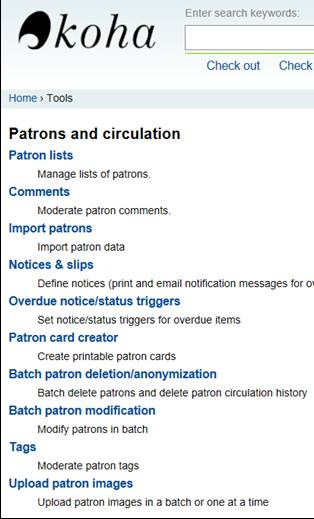 koha
Enter search keywords:
Check out Check
Home › Tools
Patrons and circulation
Patron lists
Manage lists of patrons.
Comments
Moderate patron comments.
Import patrons
Import patron data
Notices & slips
Define notices (print and email notification messages for
Overdue notice/status triggers
Set notice/status triggers for overdue items
Patron card creator
Create printable patron cards
Batch patron deletion/anonymization
Batch delete patrons and delete patron circulation history
Batch patron modification
Modify patrons in batch
Tags
Moderate patron tags
Upload patron images
Upload patron images in a batch or one at a time